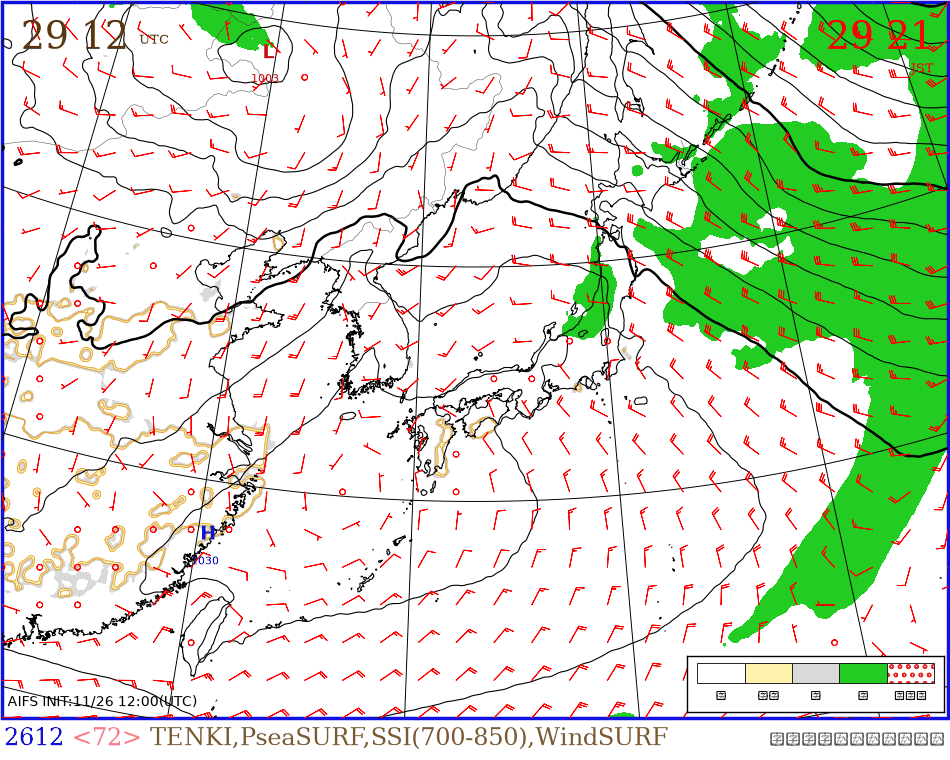 29 12 UTC
29 21 JST
L
1003
H
1030
AIFS INIT:11/26 12:00(UTC)
2612 <72> TENKI,PseaSURF,SSI(700-850),WindSURF